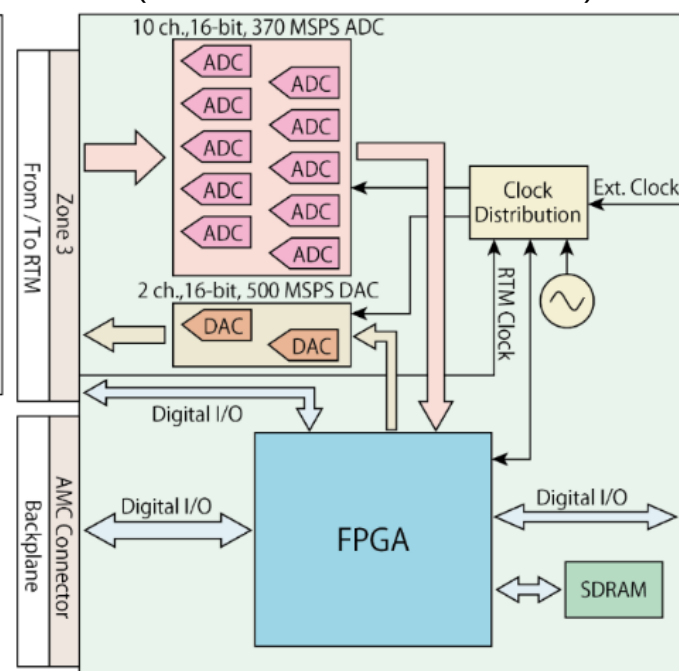 10 ch.,16-bit, 370 MSPS ADC
ADC
ADC
ADC
ADC
ADC
ADC
ADC
ADC
ADC
ADC
From / To RTM
Zone 3
Clock
Distribution
Ext. Clock
2 ch.,16-bit, 500 MSPS DAC
DAC
DAC
RTM Clock
Digital I/O
AMC Connector
Backplane
Digital I/O
FPGA
Digital I/O
SDRAM